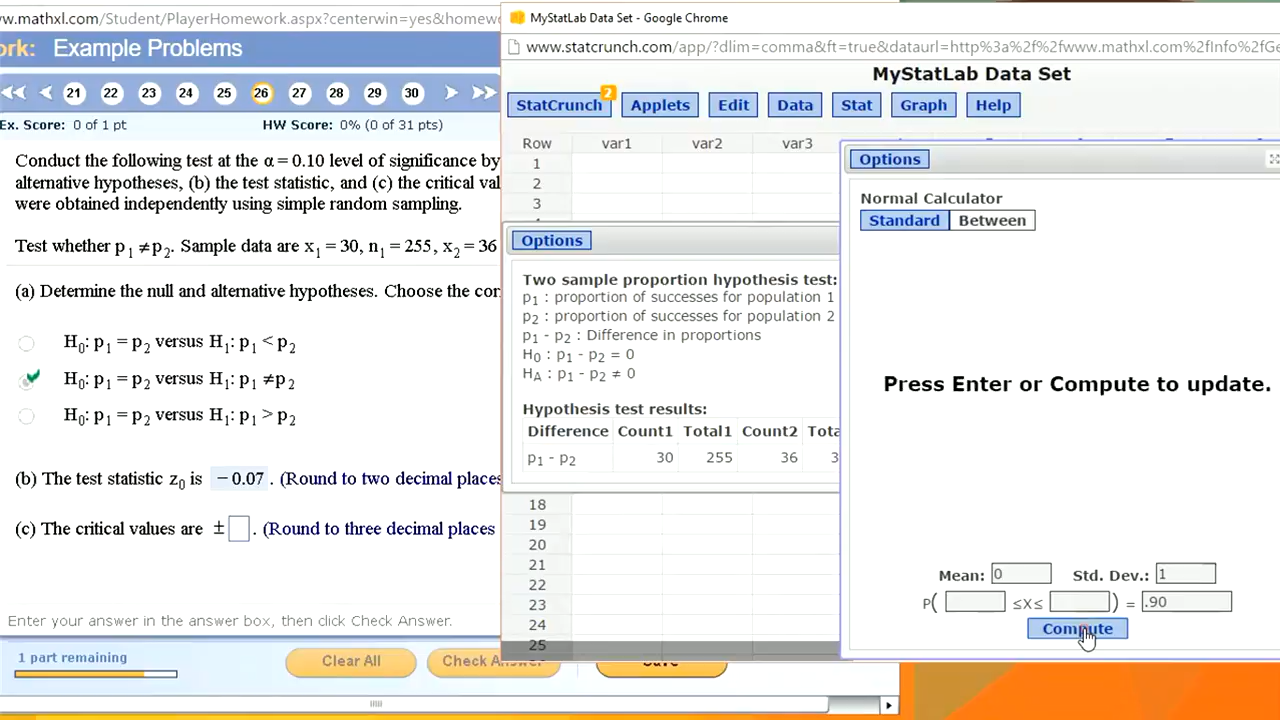 w.mathxl.com/Student/PlayerHomework.aspx?centerwin=yes&homewo
ork: Example Problems
21 22 23 24 25 26 27 28 29 30
Ex. Score: 0 of 1 pt HW Score: 0% (0 of 31 pts)
Conduct the following test at the α = 0.10 level of significance by
alternative hypotheses, (b) the test statistic, and (c) the critical val
were obtained independently using simple random sampling.
Test whether p₁ ≠ p₂. Sample data are x₁ = 30, n₁ = 255, x₂ = 36
(a) Determine the null and alternative hypotheses. Choose the cor
H₀: p₁ = p₂ versus H₁: p₁ < p₂
H₀: p₁ = p₂ versus H₁: p₁ ≠ p₂
H₀: p₁ = p₂ versus H₁: p₁ > p₂
(b) The test statistic z₀ is − 0.07 . (Round to two decimal places
(c) The critical values are ± . (Round to three decimal places
Enter your answer in the answer box, then click Check Answer.
1 part remaining
Clear All Check Answer Save
MyStatLab Data Set - Google Chrome
www.statcrunch.com/app/?dlim=comma&ft=true&dataurl=http%3a%2f%2fwww.mathxl.com%2fInfo%2fGe
MyStatLab Data Set
StatCrunch 2 Applets Edit Data Stat Graph Help
Row var1 var2 var3
1
2
3
Options
Two sample proportion hypothesis test:
p₁ : proportion of successes for population 1
p₂ : proportion of successes for population 2
p₁ - p₂ : Difference in proportions
H₀ : p₁ - p₂ = 0
Hᴀ : p₁ - p₂ ≠ 0
Hypothesis test results:
Difference Count1 Total1 Count2 Tota
p₁ - p₂ 30 255 36 3
18
19
20
21
22
23
24
25
Options
Normal Calculator
Standard Between
Press Enter or Compute to update.
Mean: 0 Std. Dev.: 1
P( ≤X≤ ) = .90
Compute